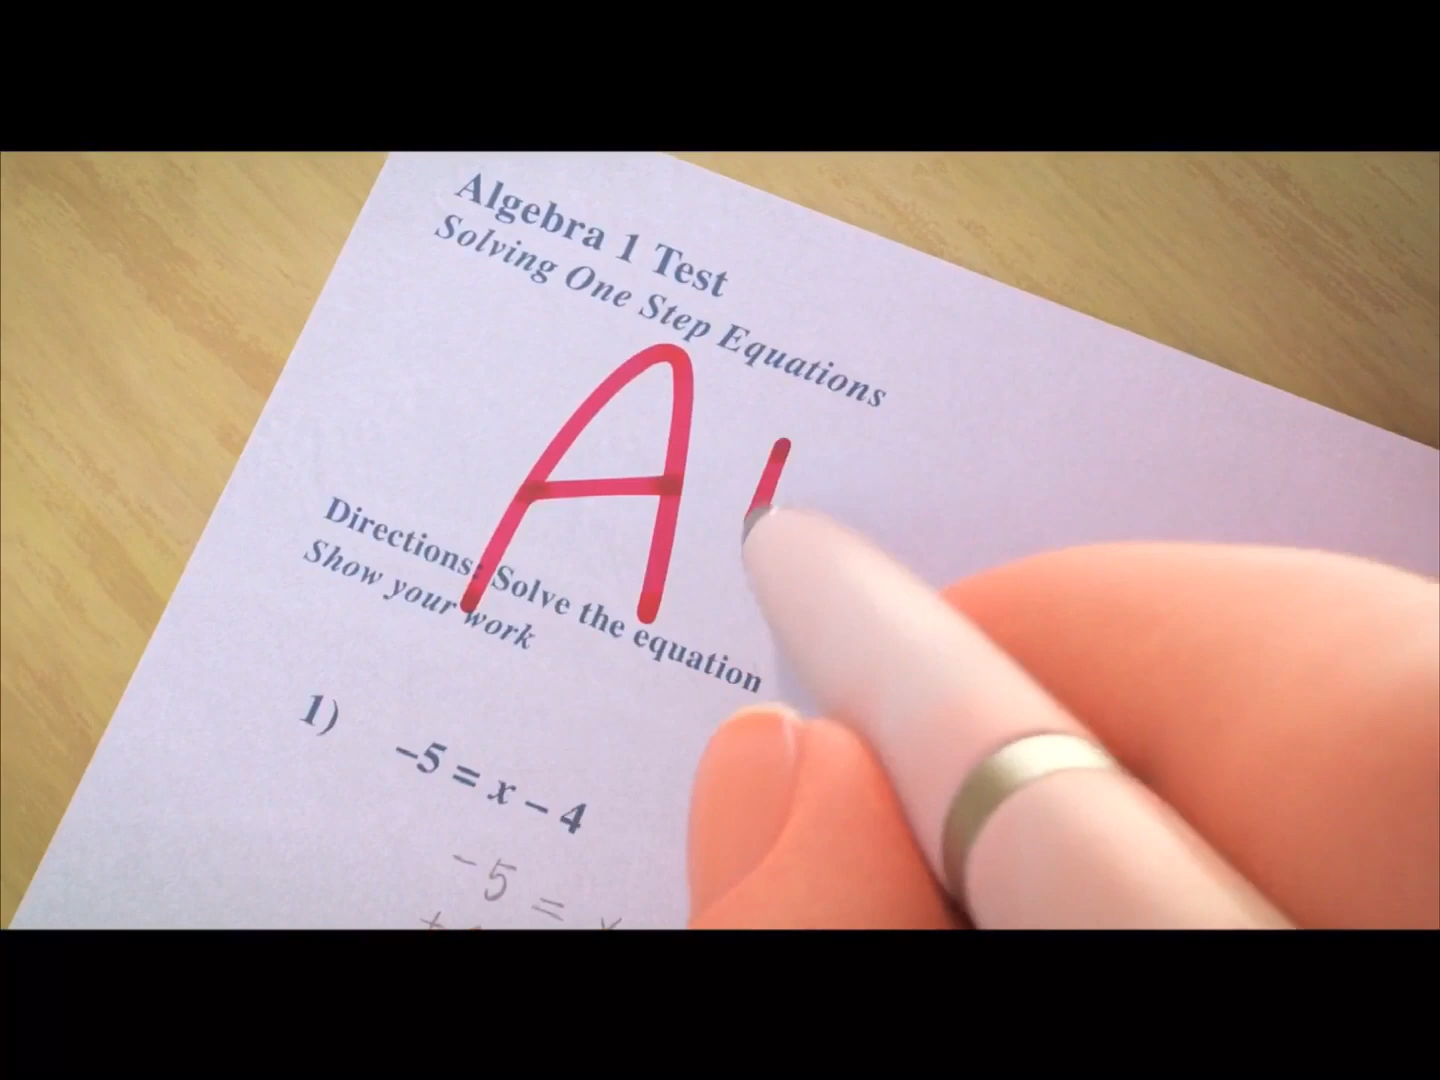 Algebra 1 Test
Solving One Step Equations
A
Directions: Solve the equation
Show your work
1) –5 = x – 4
-5 = x
+